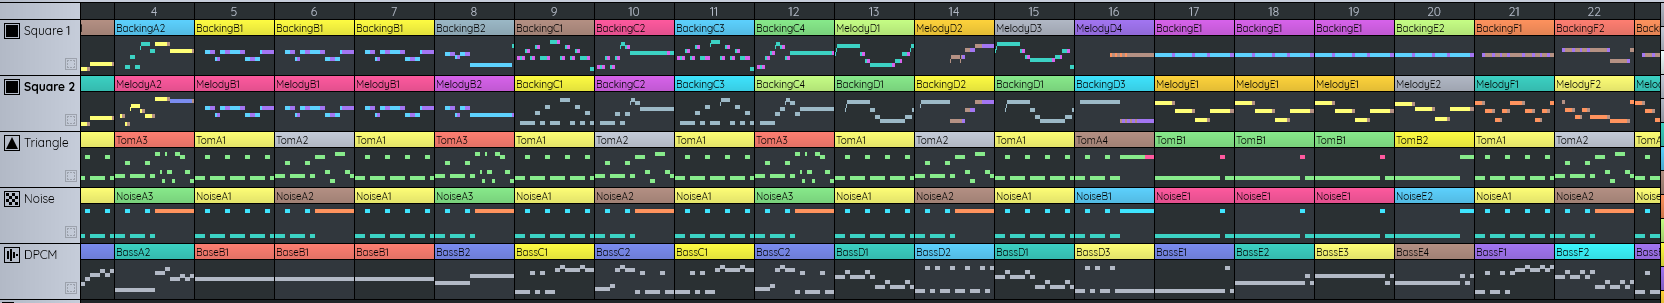 4 5 6 7 8 9 10 11 12 13 14 15 16 17 18 19 20 21 22
Square 1 BackingA2 BackingB1 BackingB1 BackingB1 BackingB2 BackingC1 BackingC2 BackingC3 BackingC4 MelodyD1 MelodyD2 MelodyD3 MelodyD4 BackingE1 BackingE1 BackingE1 BackingE2 BackingF1 BackingF2 Back
Square 2 MelodyA2 MelodyB1 MelodyB1 MelodyB1 MelodyB2 BackingC1 BackingC2 BackingC3 BackingC4 BackingD1 BackingD2 BackingD1 BackingD3 MelodyE1 MelodyE1 MelodyE1 MelodyE2 MelodyF1 MelodyF2 Melo
Triangle TomA3 TomA1 TomA2 TomA1 TomA3 TomA1 TomA2 TomA1 TomA3 TomA1 TomA2 TomA1 TomA4 TomB1 TomB1 TomB1 TomB2 TomA1 TomA2 TomA
Noise NoiseA3 NoiseA1 NoiseA2 NoiseA1 NoiseA3 NoiseA1 NoiseA2 NoiseA1 NoiseA3 NoiseA1 NoiseA2 NoiseA1 NoiseB1 NoiseE1 NoiseE1 NoiseE1 NoiseE2 NoiseA1 NoiseA2 Noise
DPCM BassA2 BaseB1 BaseB1 BaseB1 BassB2 BassC1 BassC2 BassC1 BassC2 BassD1 BassD2 BassD1 BassD3 BassE1 BassE2 BassE3 BassE4 BassF1 BassF2 Bass